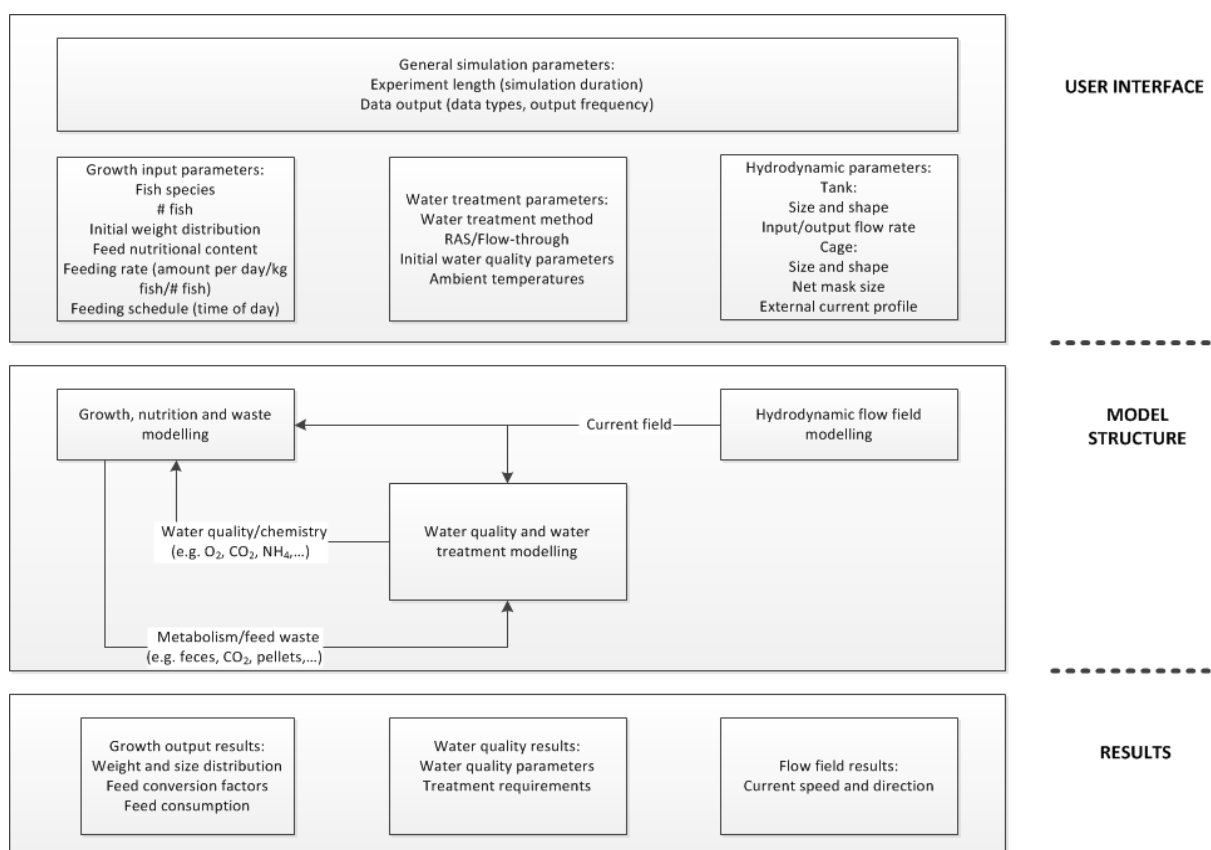 General simulation parameters:
Experiment length (simulation duration)
Data output (data types, output frequency)
USER INTERFACE
Growth input parameters:
Fish species
# fish
Initial weight distribution
Feed nutritional content
Feeding rate (amount per day/kg
fish/# fish)
Feeding schedule (time of day)
Water treatment parameters:
Water treatment method
RAS/Flow-through
Initial water quality parameters
Ambient temperatures
Hydrodynamic parameters:
Tank:
Size and shape
Input/output flow rate
Cage:
Size and shape
Net mask size
External current profile
Growth, nutrition and waste
modelling
Current field
Hydrodynamic flow field
modelling
MODEL
STRUCTURE
Water quality/chemistry
(e.g. O₂, CO₂, NH₄,...)
Water quality and water
treatment modelling
Metabolism/feed waste
(e.g. feces, CO₂, pellets,...)
Growth output results:
Weight and size distribution
Feed conversion factors
Feed consumption
Water quality results:
Water quality parameters
Treatment requirements
Flow field results:
Current speed and direction
RESULTS